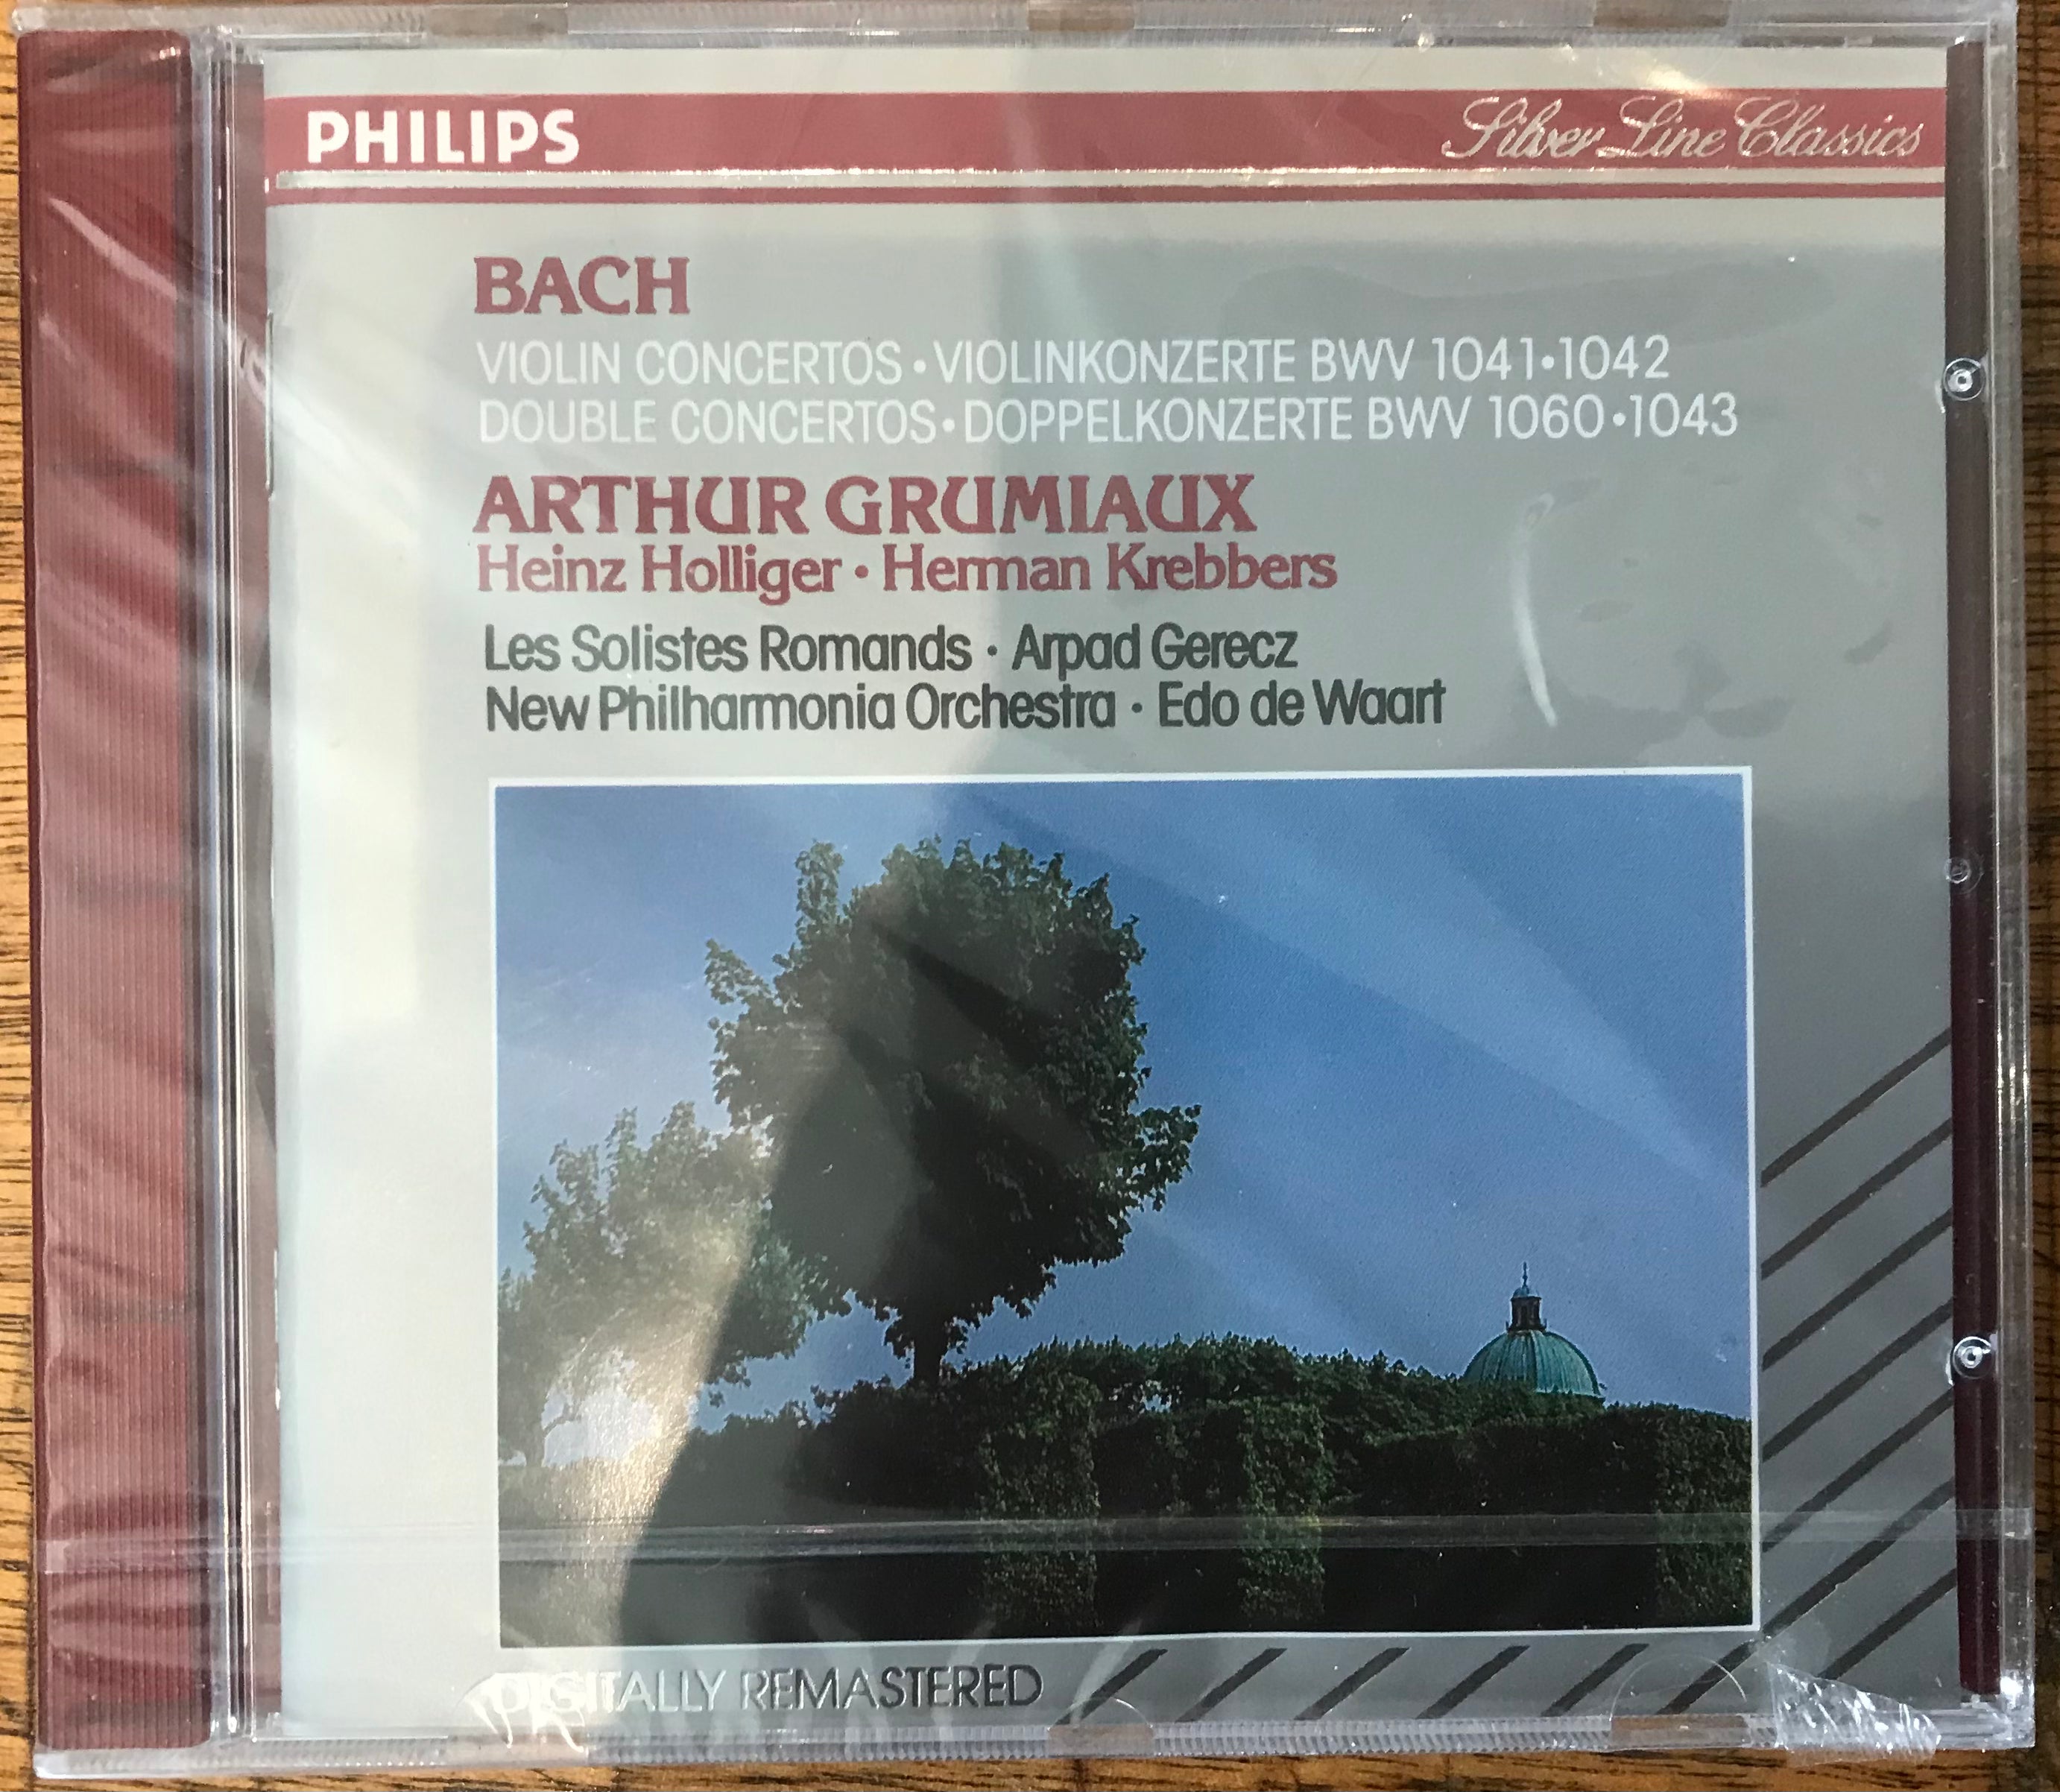 PHILIPS
Silver Line Classics
BACH
VIOLIN CONCERTOS • VIOLINKONZERTE BWV 1041 • 1042
DOUBLE CONCERTOS • DOPPELKONZERTE BWV 1060 • 1043
ARTHUR GRUMIAUX
Heinz Holliger • Herman Krebbers
Les Solistes Romands • Arpad Gerecz
New Philharmonia Orchestra • Edo de Waart
DIGITALLY REMASTERED